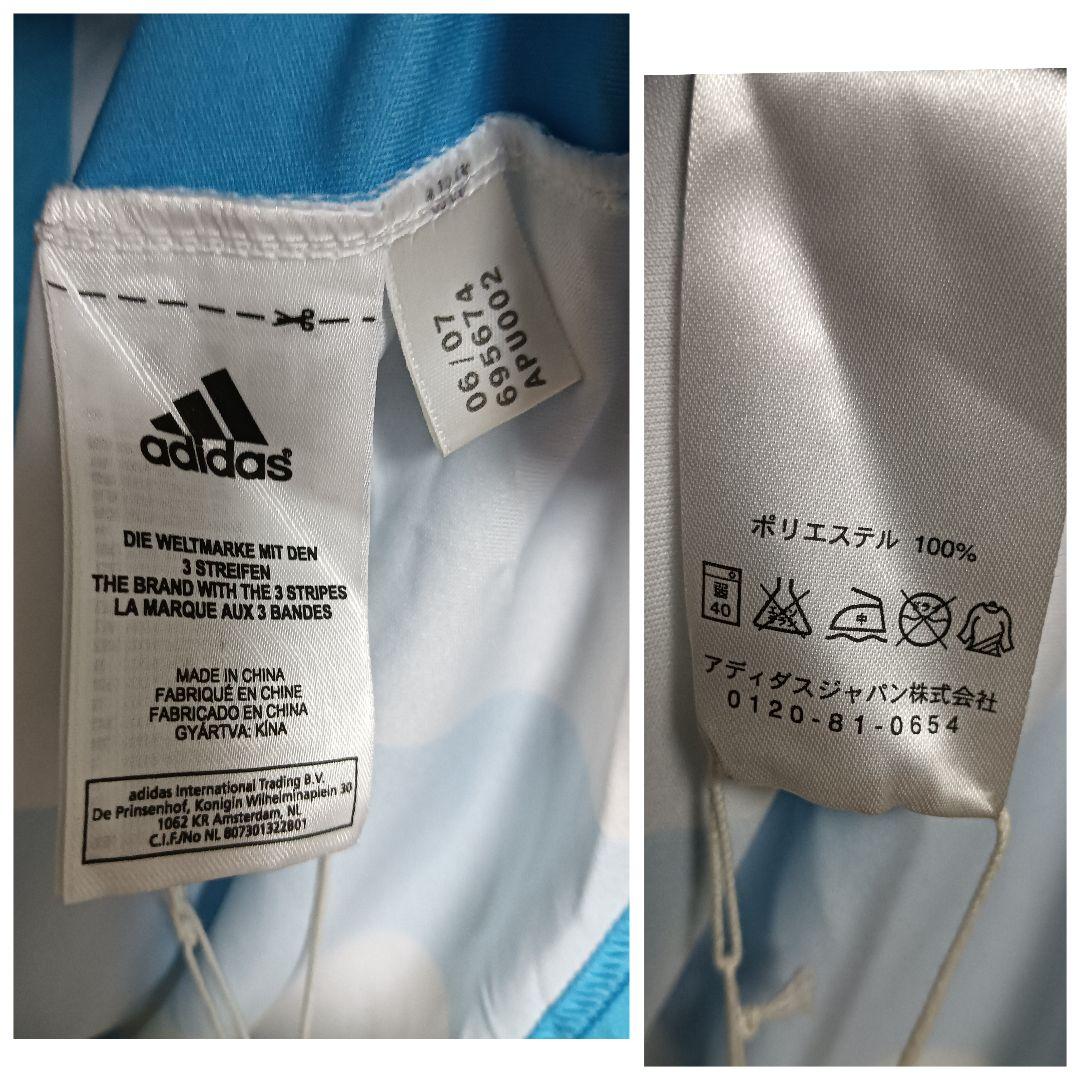 adidas
DIE WELTMARKE MIT DEN
3 STREIFEN
THE BRAND WITH THE 3 STRIPES
LA MARQUE AUX 3 BANDES
MADE IN CHINA
FABRIQUÉ EN CHINE
FABRICADO EN CHINA
GYÁRTVA: KÍNA
adidas International Trading B.V.
De Prinsenhof, Konigin Wilhelminaplein 30
1062 KR Amsterdam, NL
C.I.F./No NL 807301322B01
06/07
695674
APU002
ポリエステル 100%
弱
40
中
アディダスジャパン株式会社
0120-81-0654